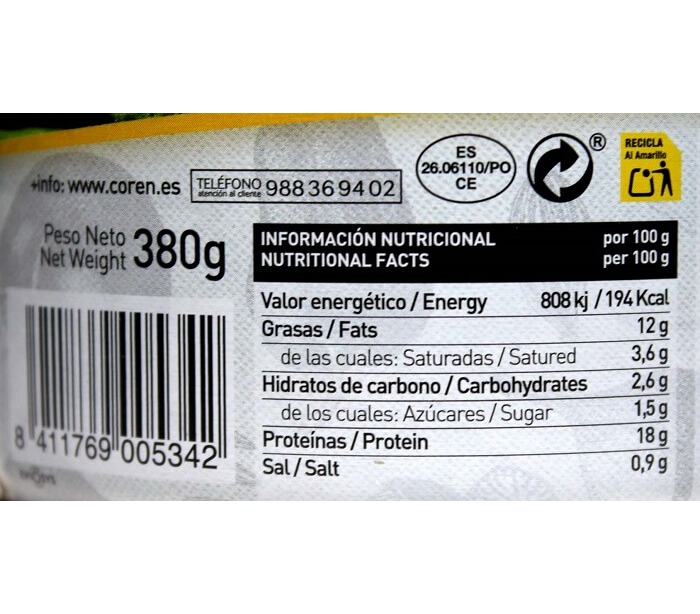 +info: www.coren.es
TELÉFONO 988 36 94 02
atención al cliente
ES
26.06110/PO
CE
®
RECICLA
Al Amarillo
Peso Neto
Net Weight 380g
INFORMACIÓN NUTRICIONAL por 100 g
NUTRITIONAL FACTS per 100 g
Valor energético / Energy 808 kj / 194 Kcal
Grasas / Fats 12 g
de las cuales: Saturadas / Satured 3,6 g
Hidratos de carbono / Carbohydrates 2,6 g
de los cuales: Azúcares / Sugar 1,5 g
Proteínas / Protein 18 g
Sal / Salt 0,9 g
8 411769 005342